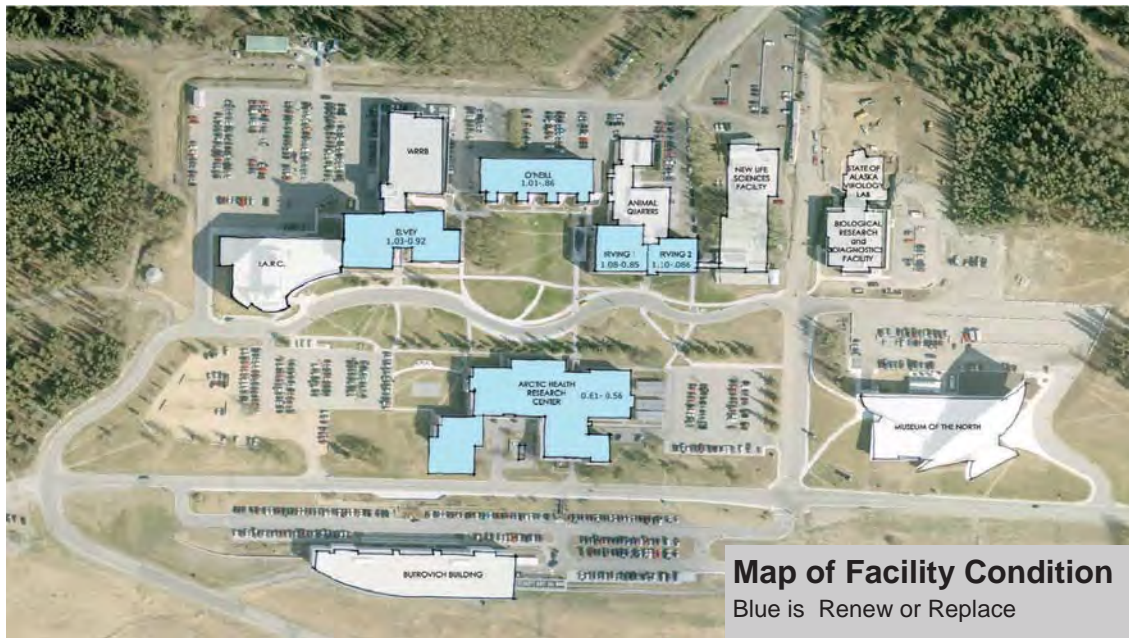 WRRB
O'NEILL
1.01-.86
NEW LIFE
SCIENCES
FACILITY
STATE OF
ALASKA
VIROLOGY
LAB
ANIMAL
QUARTERS
ELVEY
1.03-0.92
BIOLOGICAL
RESEARCH
and
DIAGNOSTICS
FACILITY
I.A.R.C.
IRVING 1
1.08-0.85
IRVING 2
1.10-.086
ARCTIC HEALTH
RESEARCH
CENTER
0.61-0.56
MUSEUM OF THE NORTH
BUTROVICH BUILDING
Map of Facility Condition
Blue is Renew or Replace